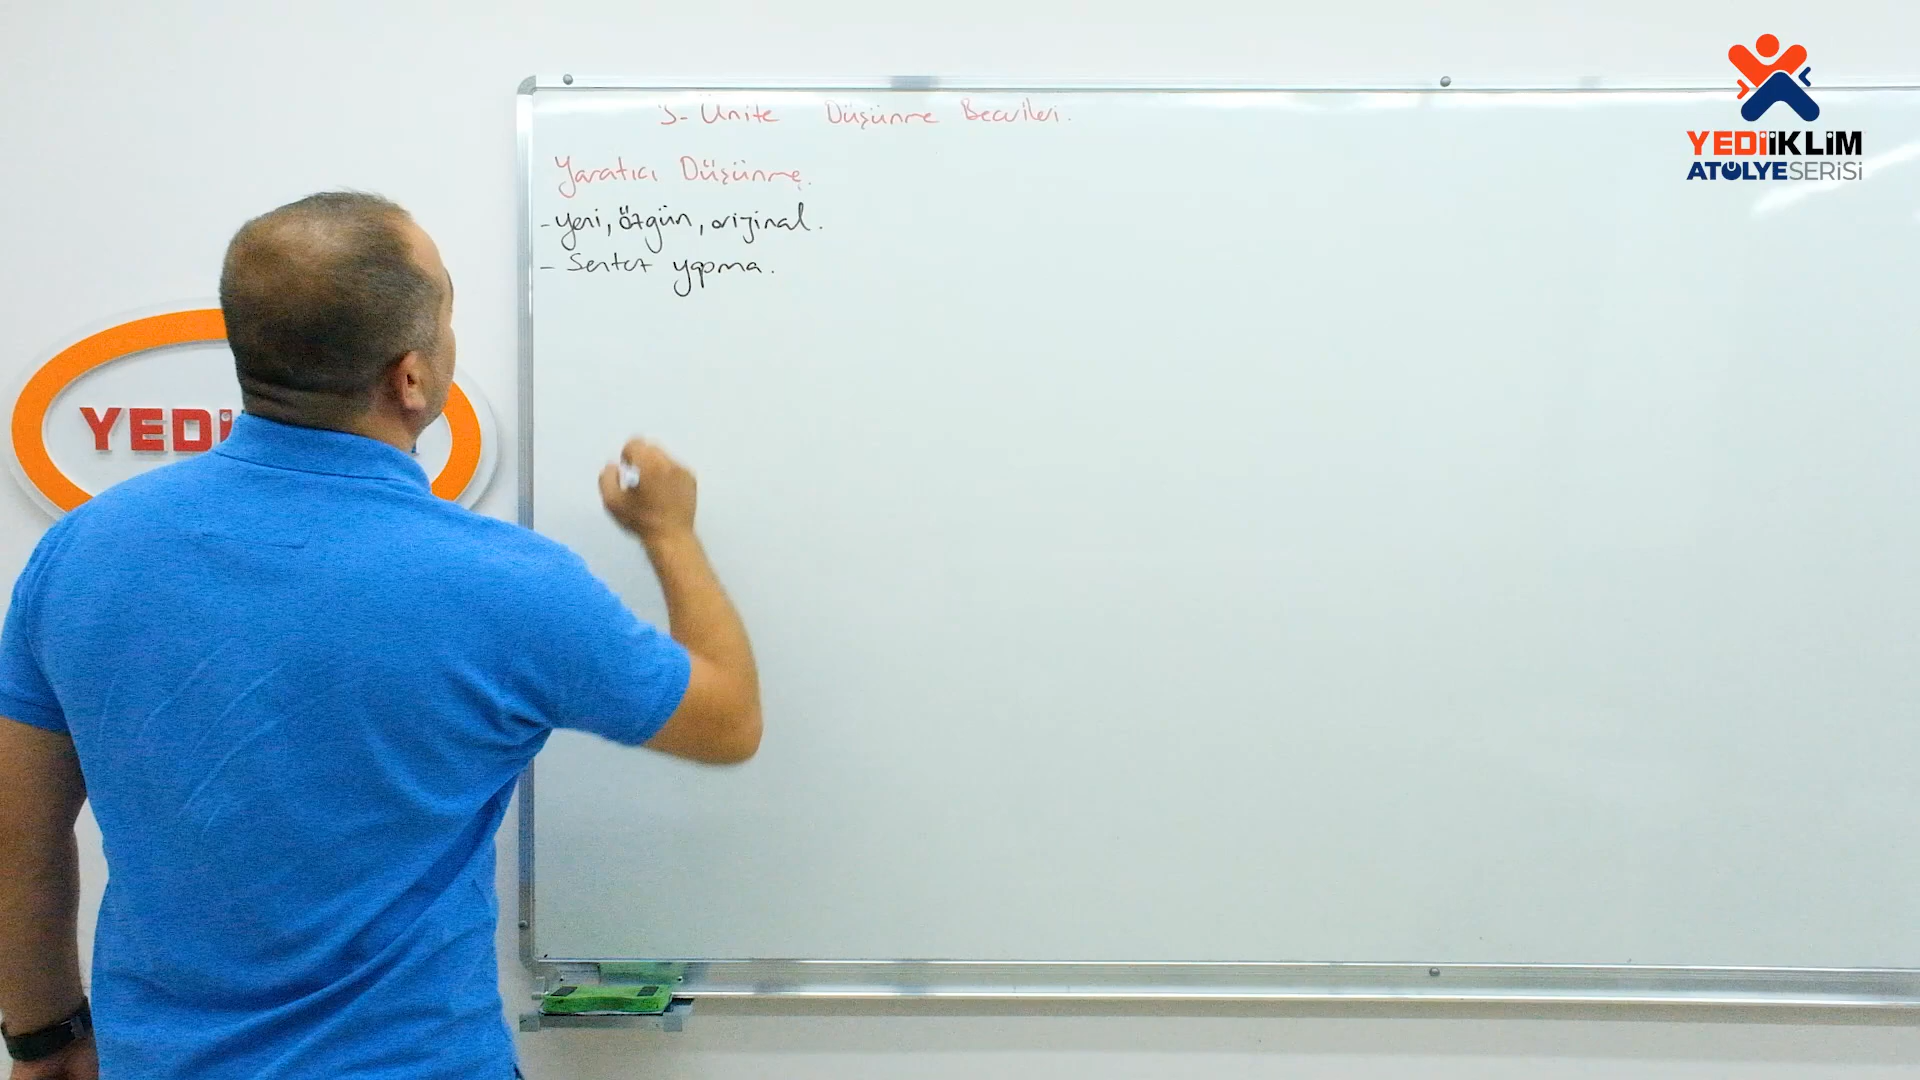 5- Ünite Düşünme Becerileri.
Yaratıcı Düşünme.
- Yeni, özgün, orijinal.
- Sentez yapma.
YEDİ
YEDİİKLİM
ATÖLYESERİSİ